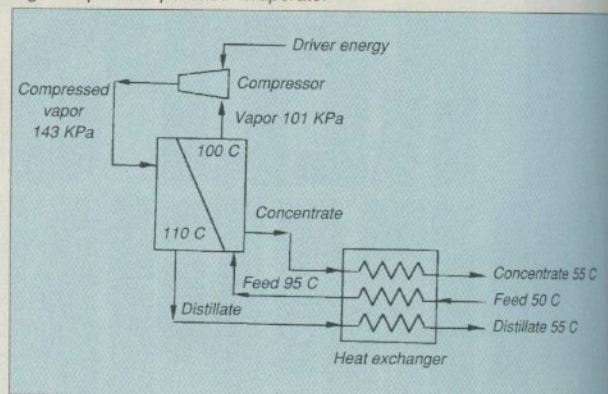 Driver energy
Compressor
Compressed
vapor
143 KPa
Vapor 101 KPa
100 C
110 C
Concentrate
Feed 95 C
Distillate
Concentrate 55 C
Feed 50 C
Distillate 55 C
Heat exchanger